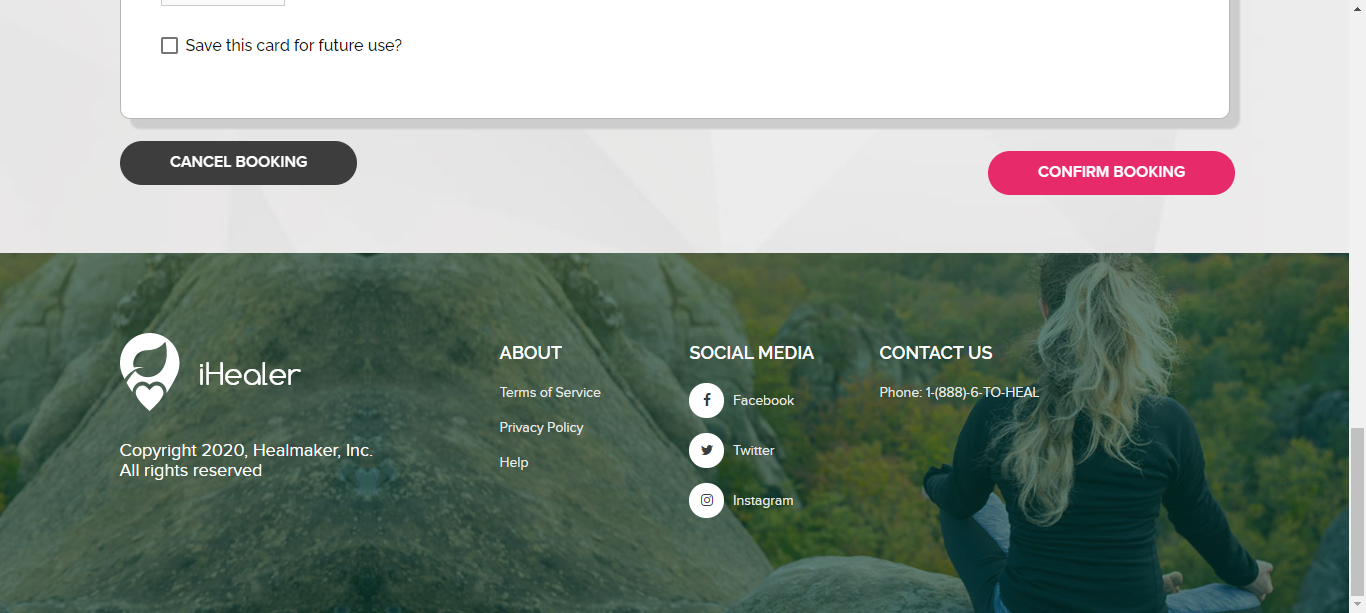 Save this card for future use?
CANCEL BOOKING
CONFIRM BOOKING
iHealer
Copyright 2020, Healmaker, Inc.
All rights reserved
ABOUT
Terms of Service
Privacy Policy
Help
SOCIAL MEDIA
Facebook
Twitter
Instagram
CONTACT US
Phone: 1-(888)-6-TO-HEAL